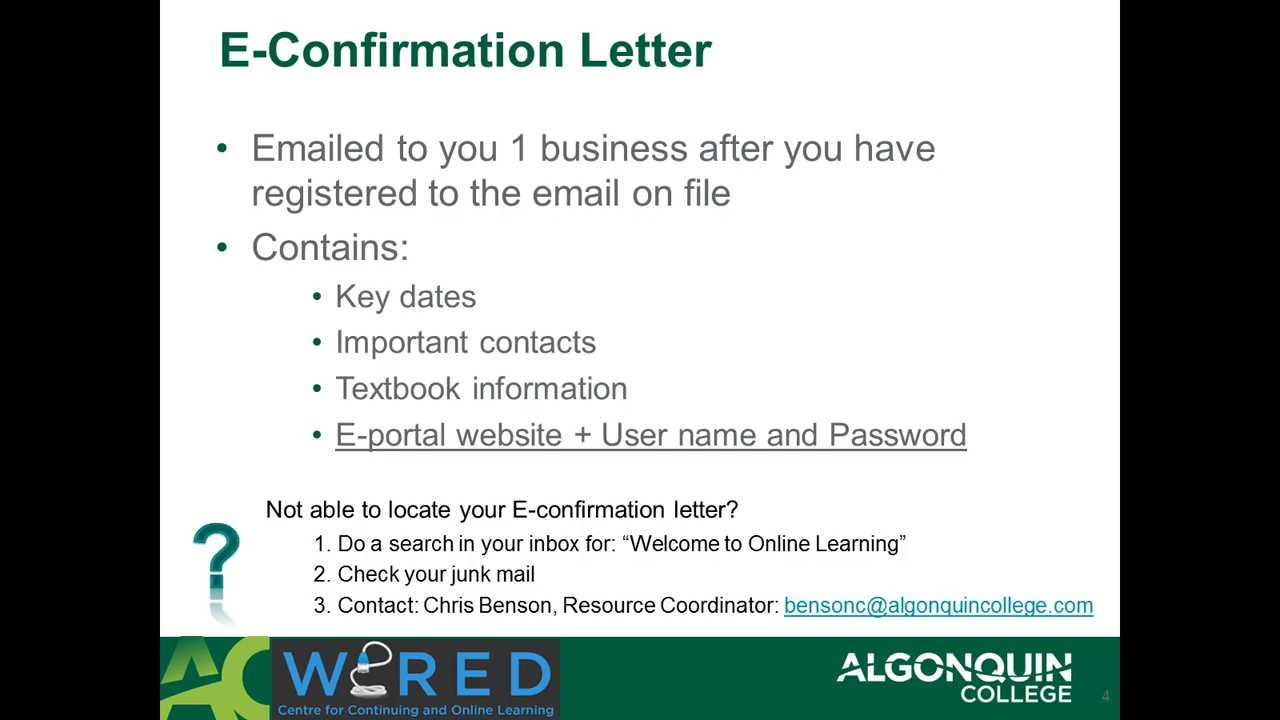 E-Confirmation Letter
• Emailed to you 1 business after you have
registered to the email on file
• Contains:
• Key dates
• Important contacts
• Textbook information
• E-portal website + User name and Password
Not able to locate your E-confirmation letter?
1. Do a search in your inbox for: “Welcome to Online Learning”
2. Check your junk mail
3. Contact: Chris Benson, Resource Coordinator: bensonc@algonquincollege.com
?
AC
WIRED
Centre for Continuing and Online Learning
ALGONQUIN
COLLEGE
4